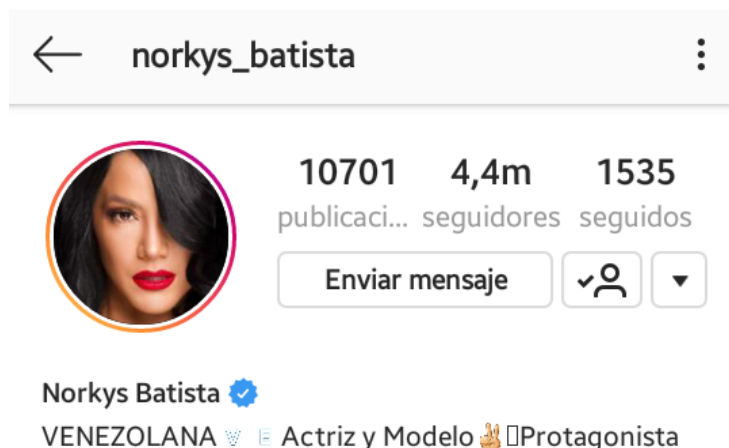 norkys_batista
10701 4,4m 1535
publicaci... seguidores seguidos
Enviar mensaje
Norkys Batista
VENEZOLANA 🇻 🇪 Actriz y Modelo✌🏼Protagonista